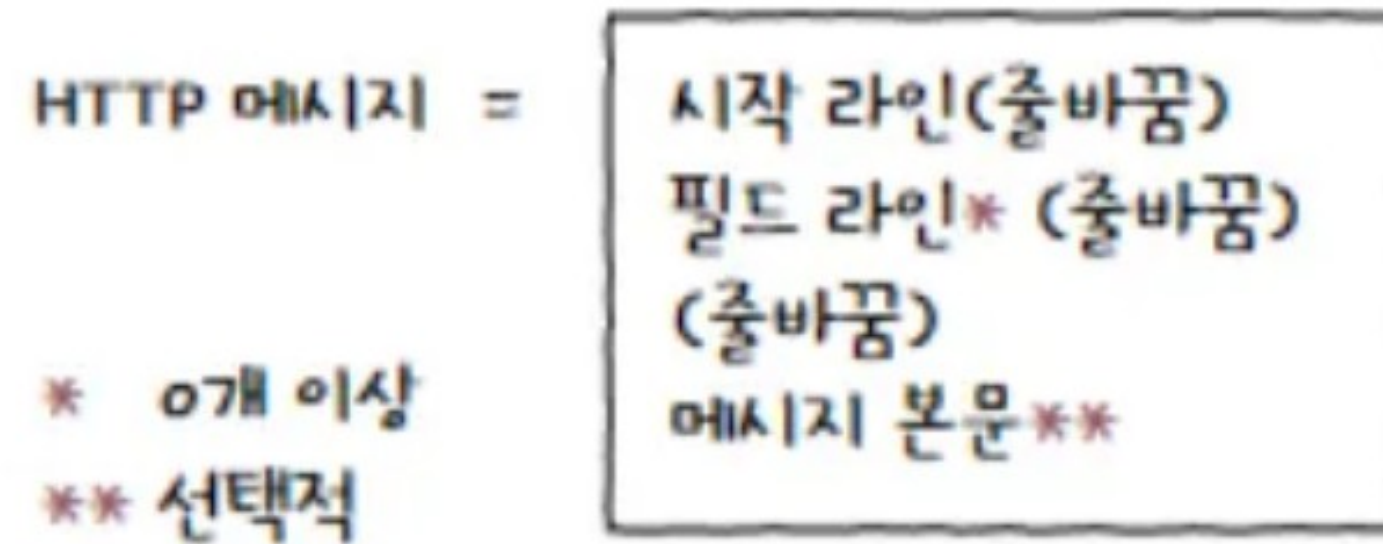 HTTP 메시지 =
시작 라인(줄바꿈)
필드 라인* (줄바꿈)
(줄바꿈)
메시지 본문**
* 0개 이상
** 선택적